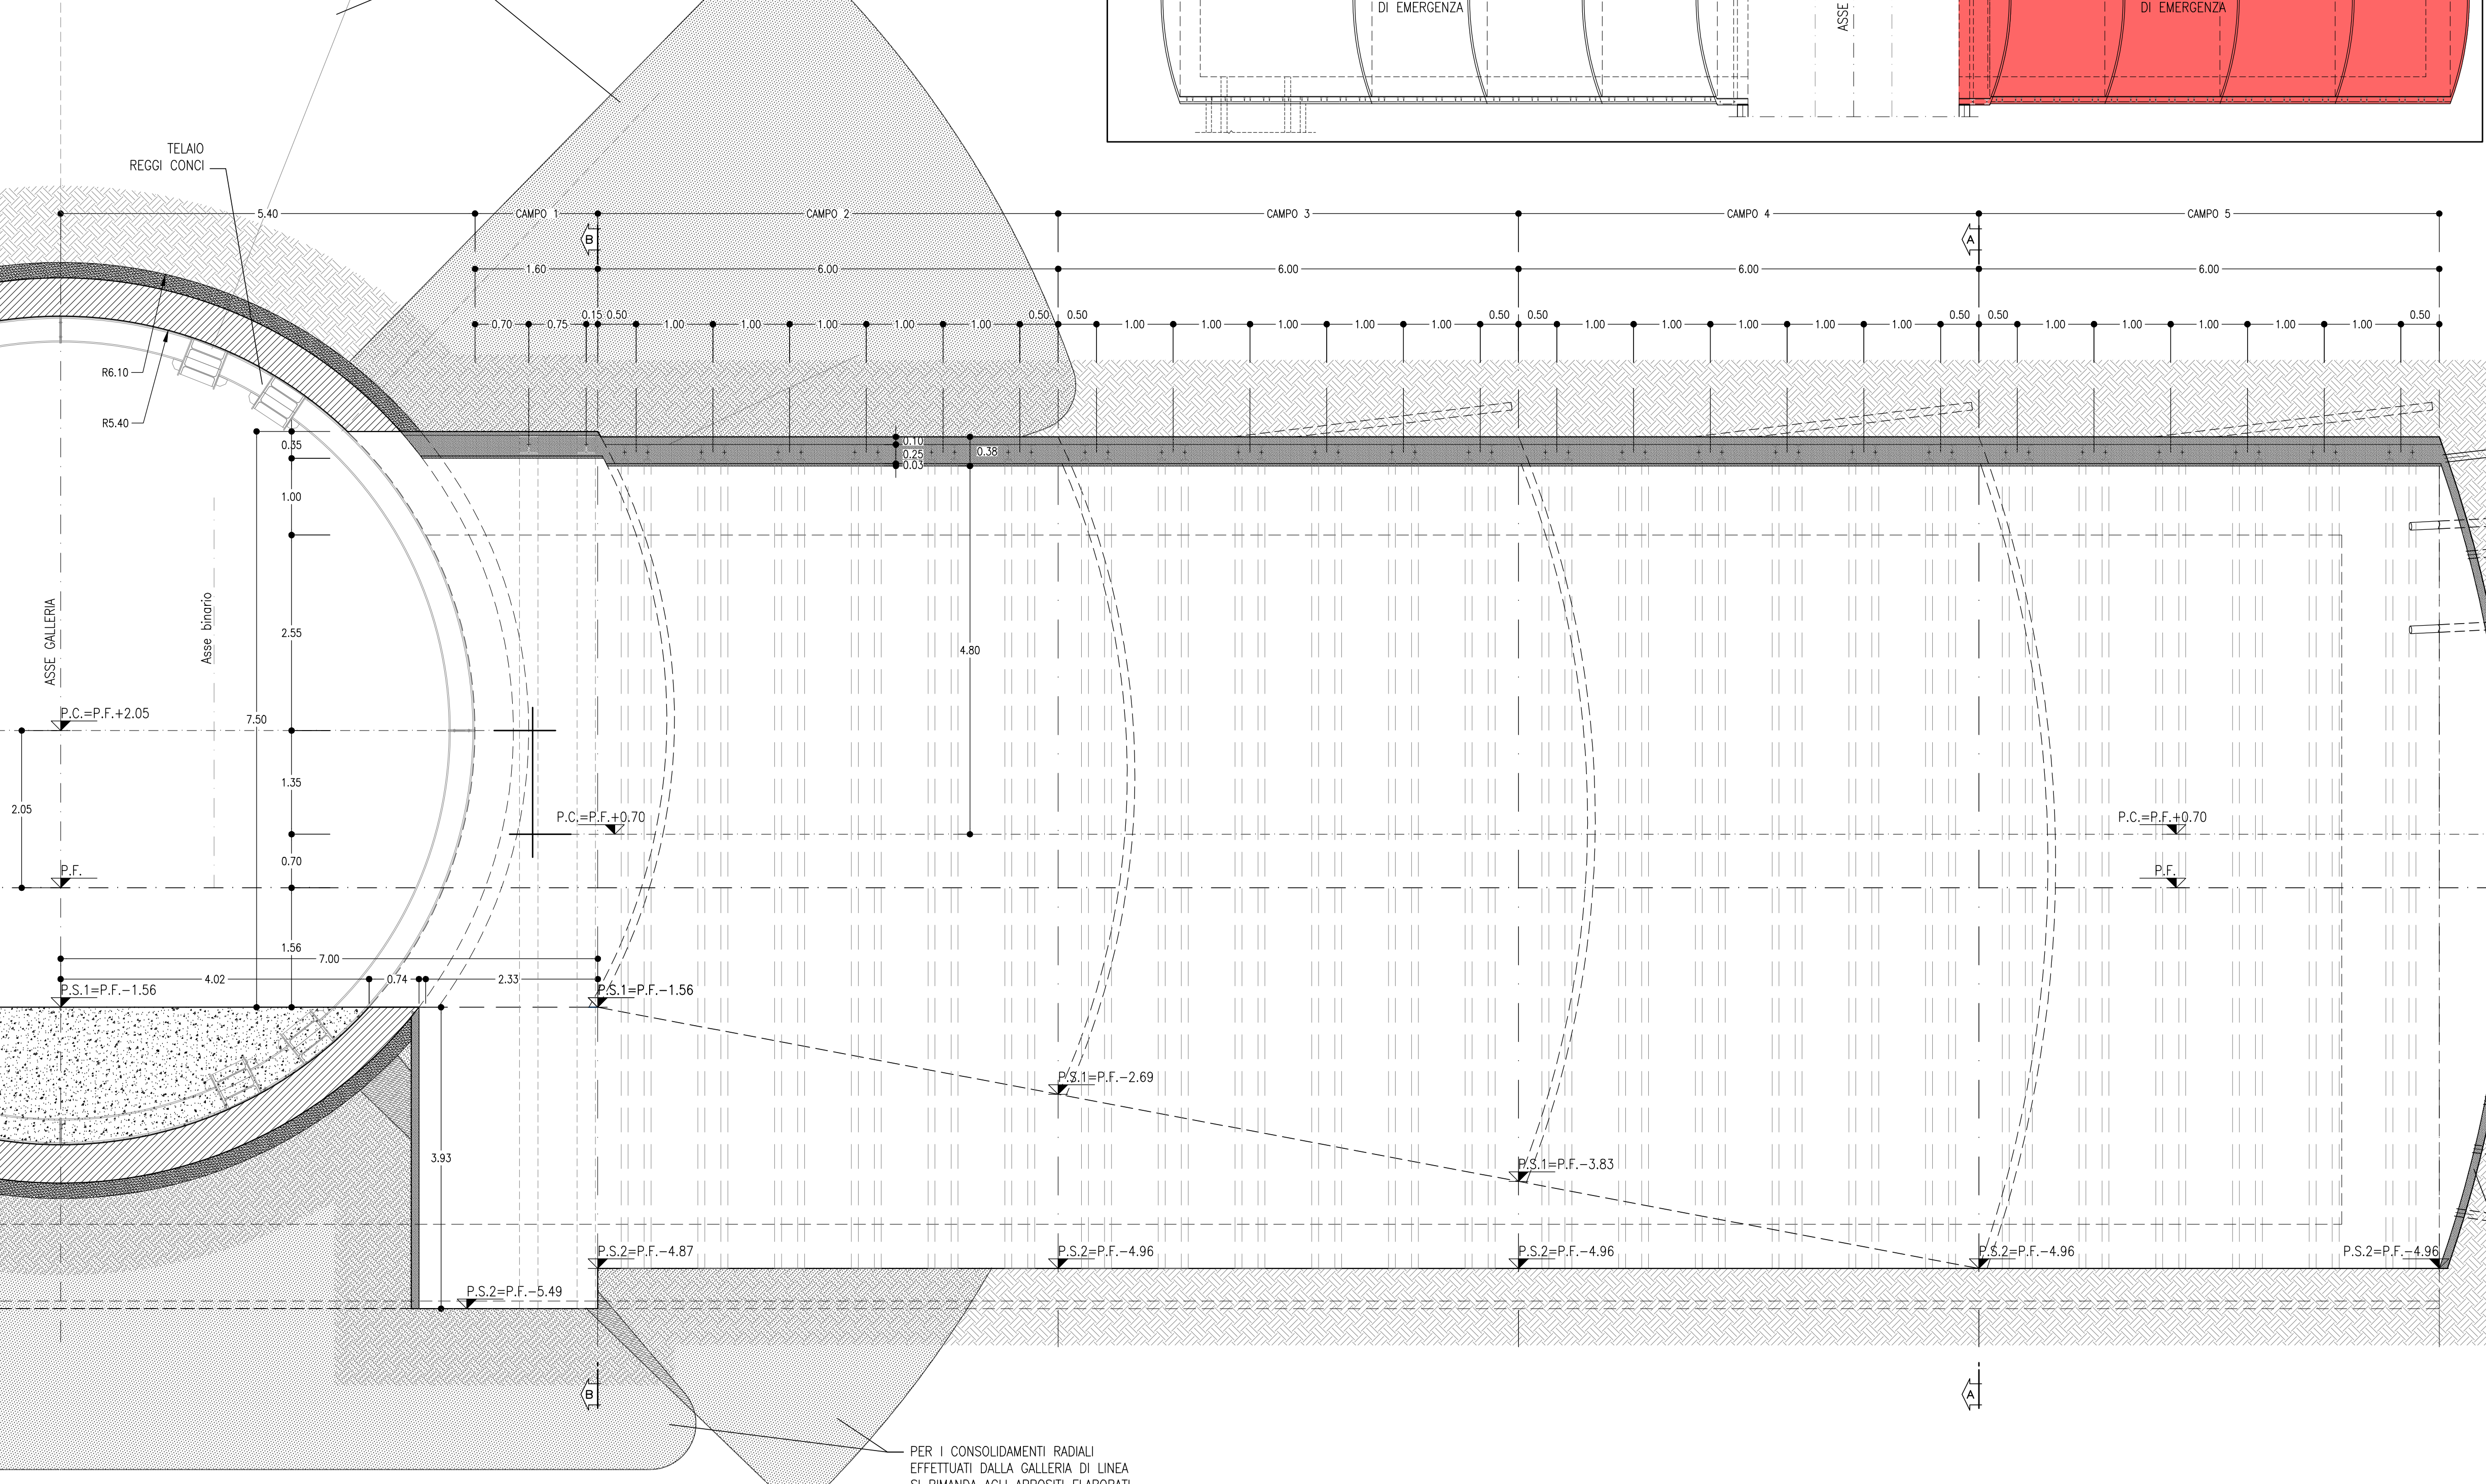 DI EMERGENZA
ASSE
DI EMERGENZA
TELAIO
REGGI CONCI
5.40
CAMPO 1
CAMPO 2
CAMPO 3
CAMPO 4
CAMPO 5
B
A
1.60
6.00
6.00
6.00
6.00
0.70
0.75
0.15
0.50
1.00
1.00
1.00
1.00
1.00
0.50
0.50
1.00
1.00
1.00
1.00
1.00
0.50
0.50
1.00
1.00
1.00
1.00
1.00
0.50
0.50
1.00
1.00
1.00
1.00
1.00
0.50
R6.10
R5.40
0.35
0.10
0.25
0.03
0.38
1.00
ASSE GALLERIA
Asse binario
2.55
4.80
P.C.=P.F.+2.05
7.50
1.35
2.05
P.C.=P.F.+0.70
P.C.=P.F.+0.70
P.F.
0.70
P.F.
1.56
7.00
4.02
0.74
2.33
P.S.1=P.F.-1.56
P.S.1=P.F.-1.56
P.S.1=P.F.-2.69
3.93
P.S.1=P.F.-3.83
P.S.2=P.F.-4.87
P.S.2=P.F.-4.96
P.S.2=P.F.-4.96
P.S.2=P.F.-4.96
P.S.2=P.F.-4.96
P.S.2=P.F.-5.49
B
A
PER I CONSOLIDAMENTI RADIALI
EFFETTUATI DALLA GALLERIA DI LINEA
SI RIMANDA AGLI APPOSITI ELABORATI